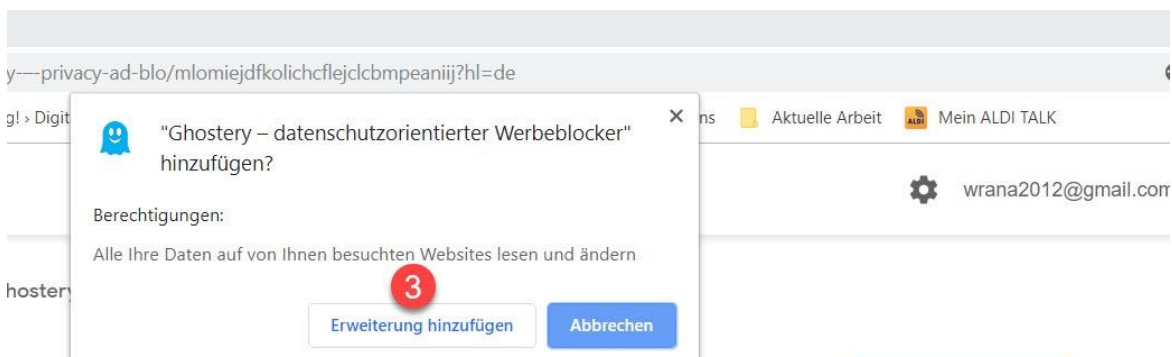 y----privacy-ad-blo/mlomiejdfkolichcflejclcbmpeaniij?hl=de
g! › Digit
ns
Aktuelle Arbeit
ALDI
Mein ALDI TALK
"Ghostery – datenschutzorientierter Werbeblocker"
hinzufügen?
wrana2012@gmail.com
Berechtigungen:
Alle Ihre Daten auf von Ihnen besuchten Websites lesen und ändern
hostery
3
Erweiterung hinzufügen
Abbrechen